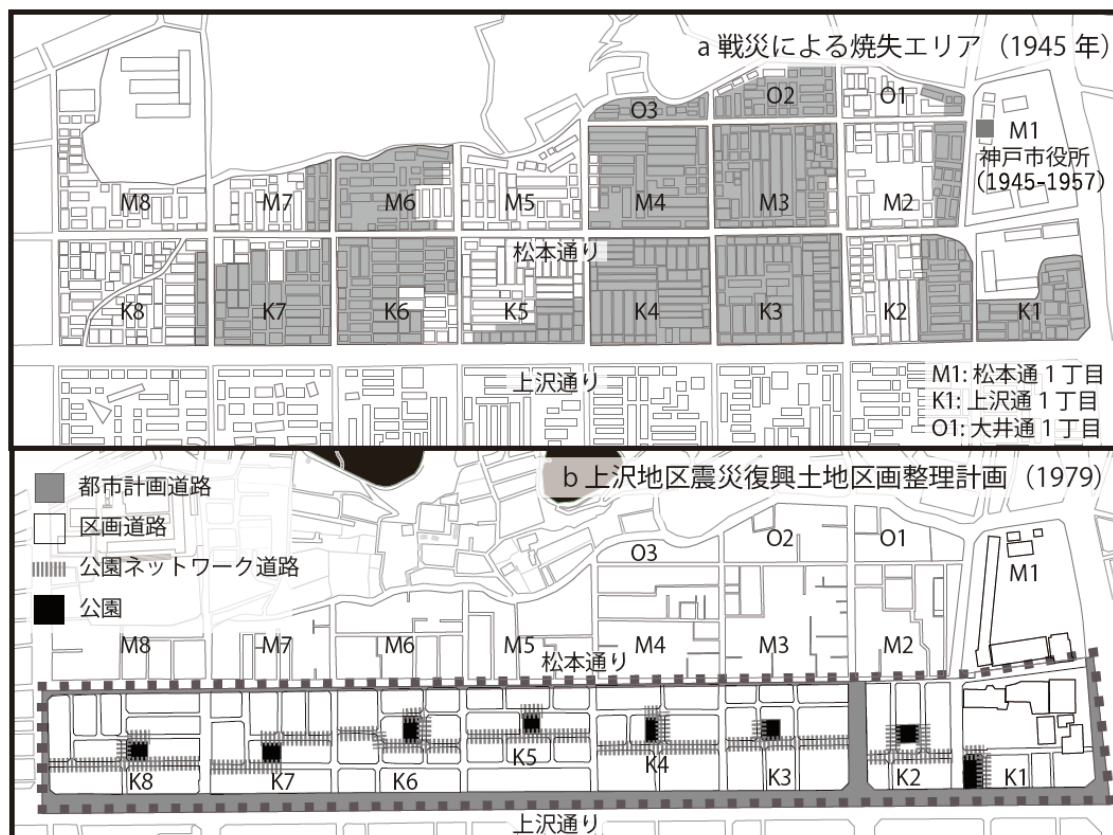 a 戦災による焼失エリア（1945 年）
O3
O2
O1
M1
神戸市役所
（1945-1957）
M8
M7
M6
M5
M4
M3
M2
松本通り
K8
K7
K6
K5
K4
K3
K2
K1
上沢通り
M1: 松本通 1 丁目
K1: 上沢通 1 丁目
O1: 大井通 1 丁目
b 上沢地区震災復興土地区画整理計画（1979）
都市計画道路
区画道路
公園ネットワーク道路
公園
O3
O2
O1
M1
M8
M7
M6
M5
M4
M3
M2
松本通り
K8
K7
K6
K5
K4
K3
K2
K1
上沢通り